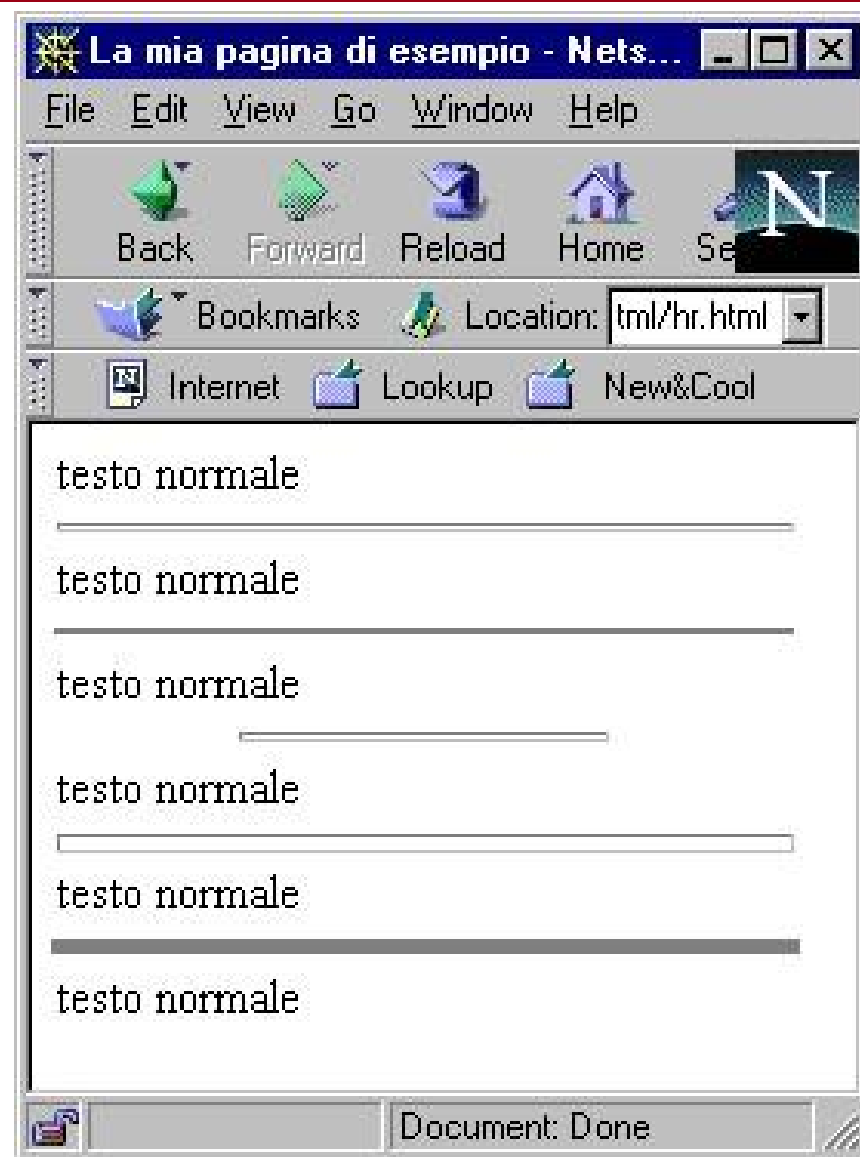 La mia pagina di esempio - Nets...
File Edit View Go Window Help
Back Forward Reload Home Se
N
Bookmarks Location: tml/hr.html
N Internet Lookup New&Cool
testo normale
testo normale
testo normale
testo normale
testo normale
testo normale
Document: Done